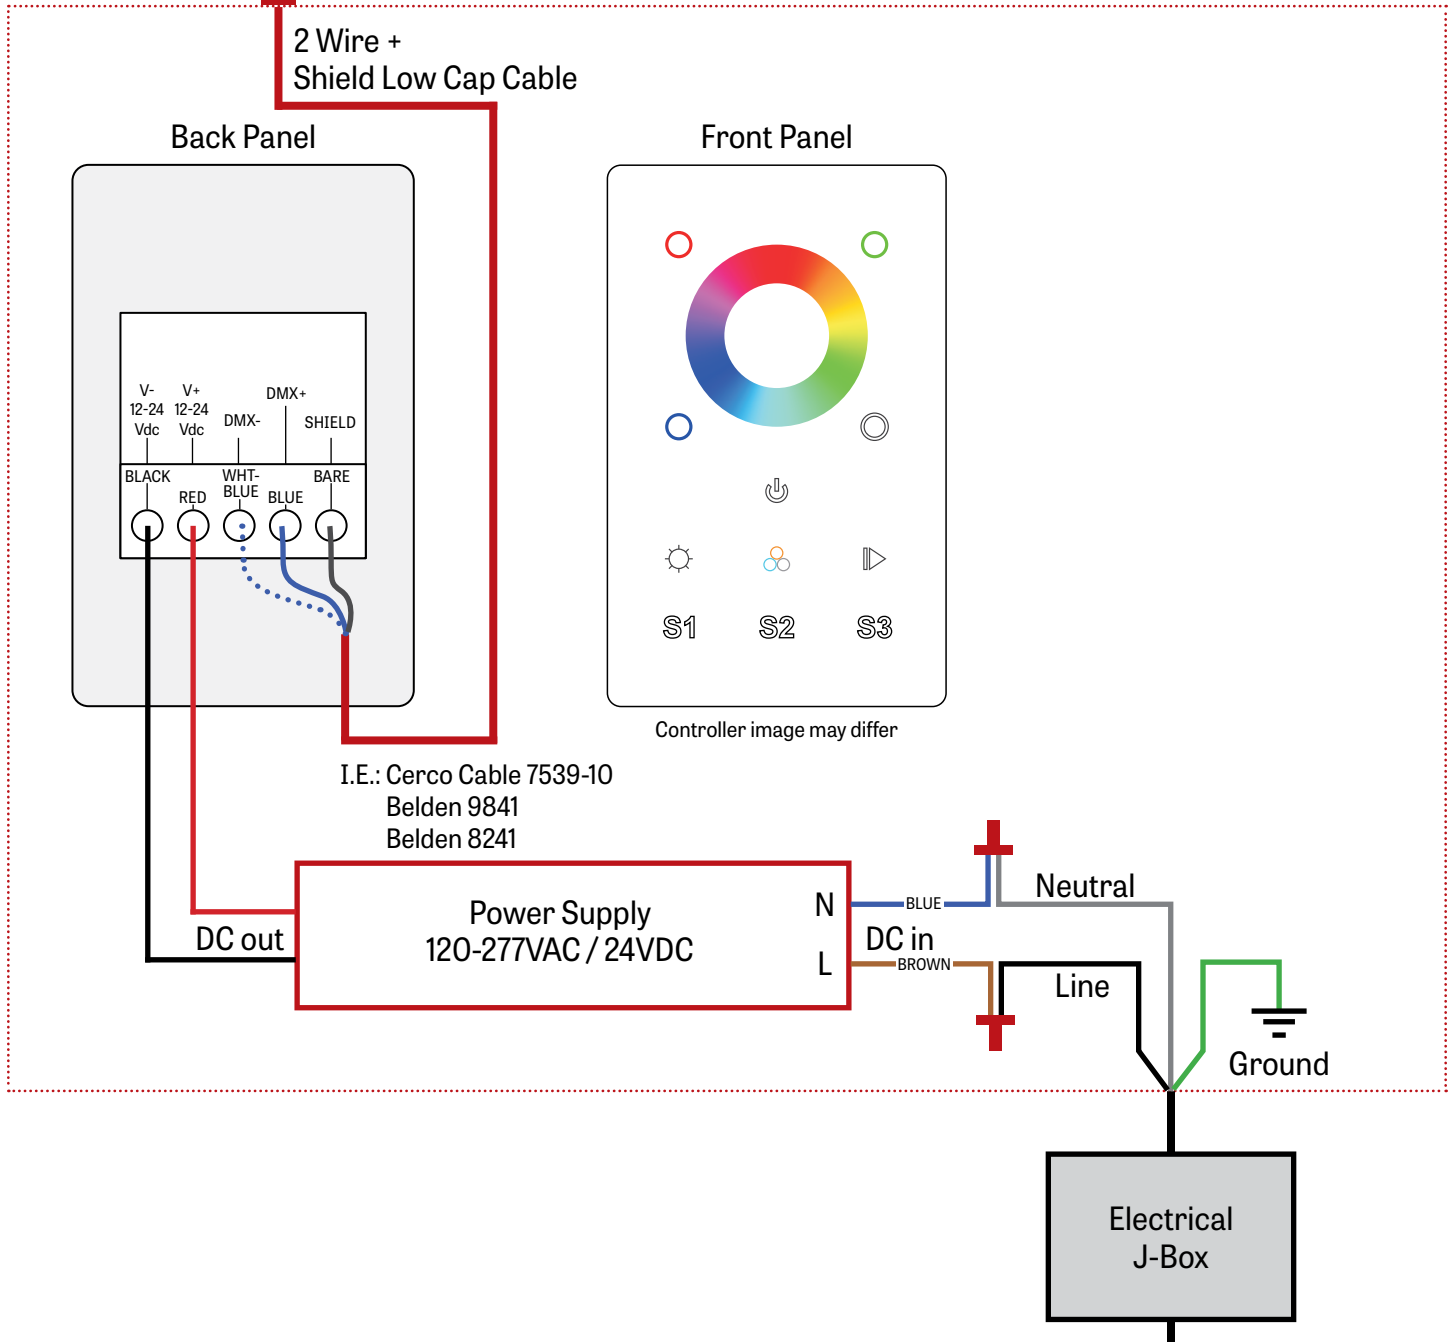 2 Wire +
Shield Low Cap Cable
Back Panel
Front Panel
V-
12-24
Vdc
V+
12-24
Vdc
DMX-
DMX+
SHIELD
BLACK
RED
WHT-
BLUE
BLUE
BARE
S1
S2
S3
Controller image may differ
I.E.: Cerco Cable 7539-10
Belden 9841
Belden 8241
DC out
Power Supply
120-277VAC / 24VDC
N
L
BLUE
DC in
BROWN
Neutral
Line
Ground
Electrical
J-Box